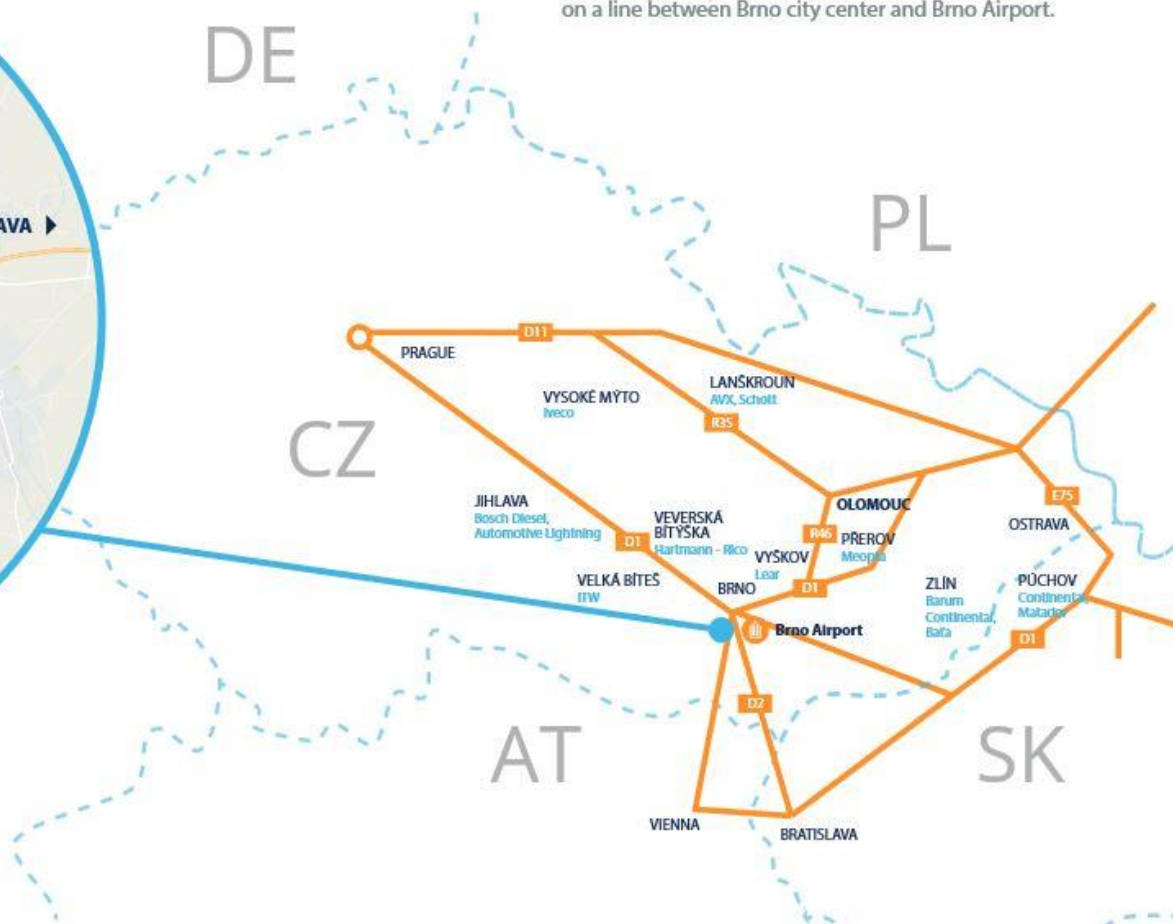 on a line between Brno city center and Brno Airport.
DE
AVA
PL
D11
PRAGUE
LANŠKROUN
AVX, Schott
VYSOKÉ MÝTO
Iveco
R35
CZ
JIHLAVA
Bosch Diesel,
Automotive Lightning
D1
VEVERSKÁ
BÍTÝŠKA
Hartmann - Rico
OLOMOUC
R46
PŘEROV
Meopta
E75
OSTRAVA
VYŠKOV
Lear
D1
VELKÁ BÍTEŠ
ITW
BRNO
ZLÍN
Barum
Continental,
Baťa
PÚCHOV
Continental,
Matador
D1
Brno Airport
D2
AT
SK
VIENNA
BRATISLAVA